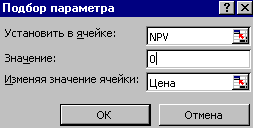 Подбор параметра
Установить в ячейке: NPV
Значение: 0
Изменяя значение ячейки: Цена
OK Отмена